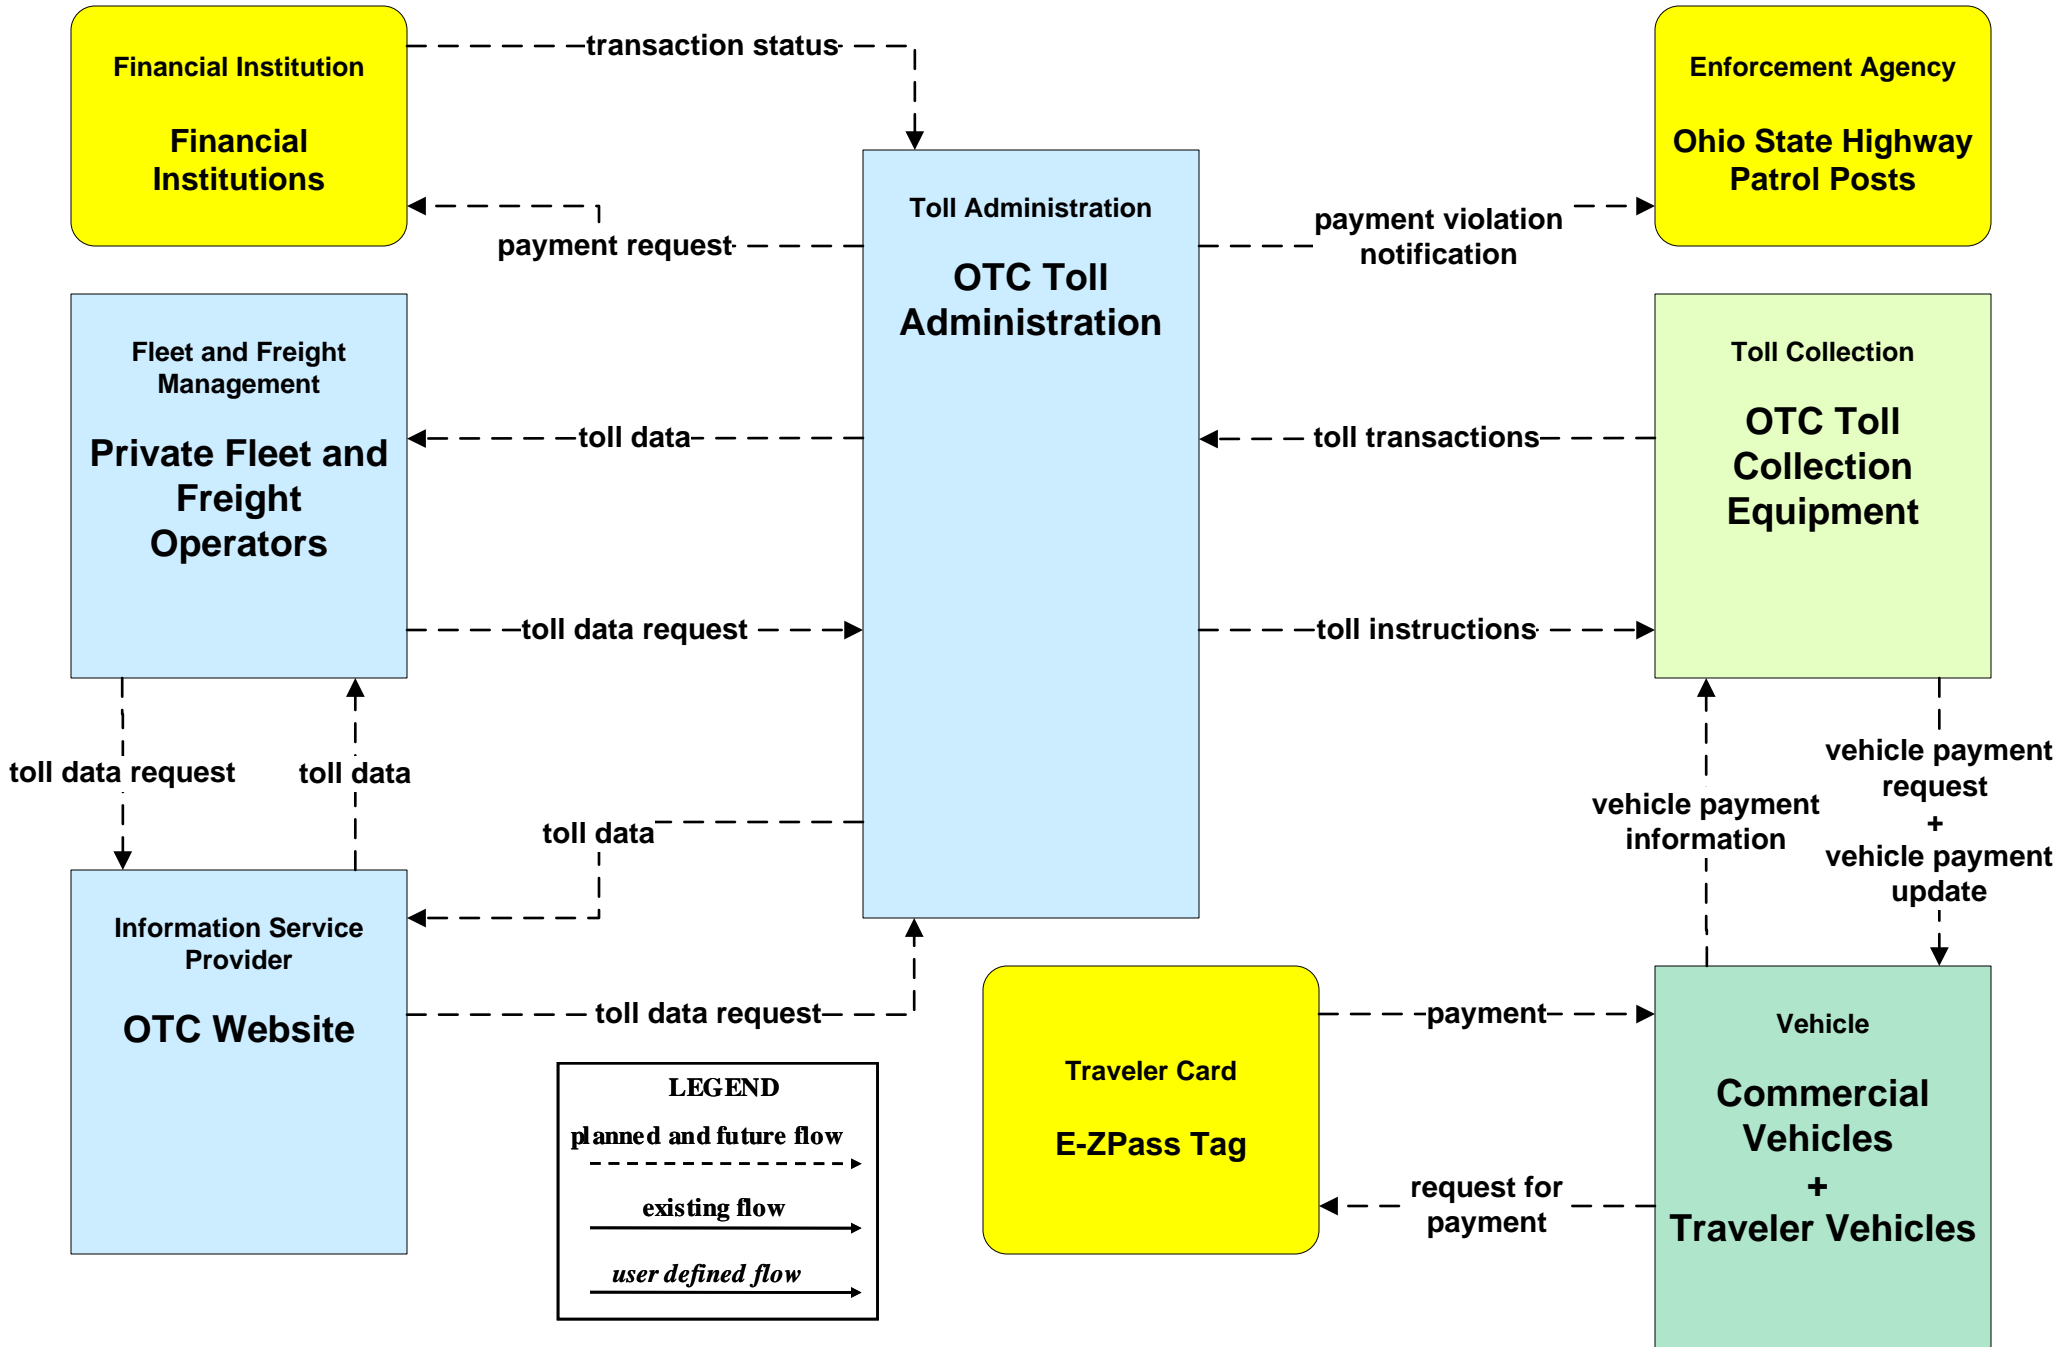 transaction status
Financial Institution
Financial
Institutions
Enforcement Agency
Ohio State Highway
Patrol Posts
payment request
Toll Administration
OTC Toll
Administration
payment violation
notification
Fleet and Freight
Management
Private Fleet and
Freight
Operators
toll data
toll transactions
Toll Collection
OTC Toll
Collection
Equipment
toll data request
toll instructions
toll data request
toll data
toll data
vehicle payment
information
vehicle payment
request
+
vehicle payment
update
Information Service
Provider
OTC Website
toll data request
Traveler Card
E-ZPass Tag
payment
request for
payment
Vehicle
Commercial
Vehicles
+
Traveler Vehicles
LEGEND
planned and future flow
existing flow
user defined flow